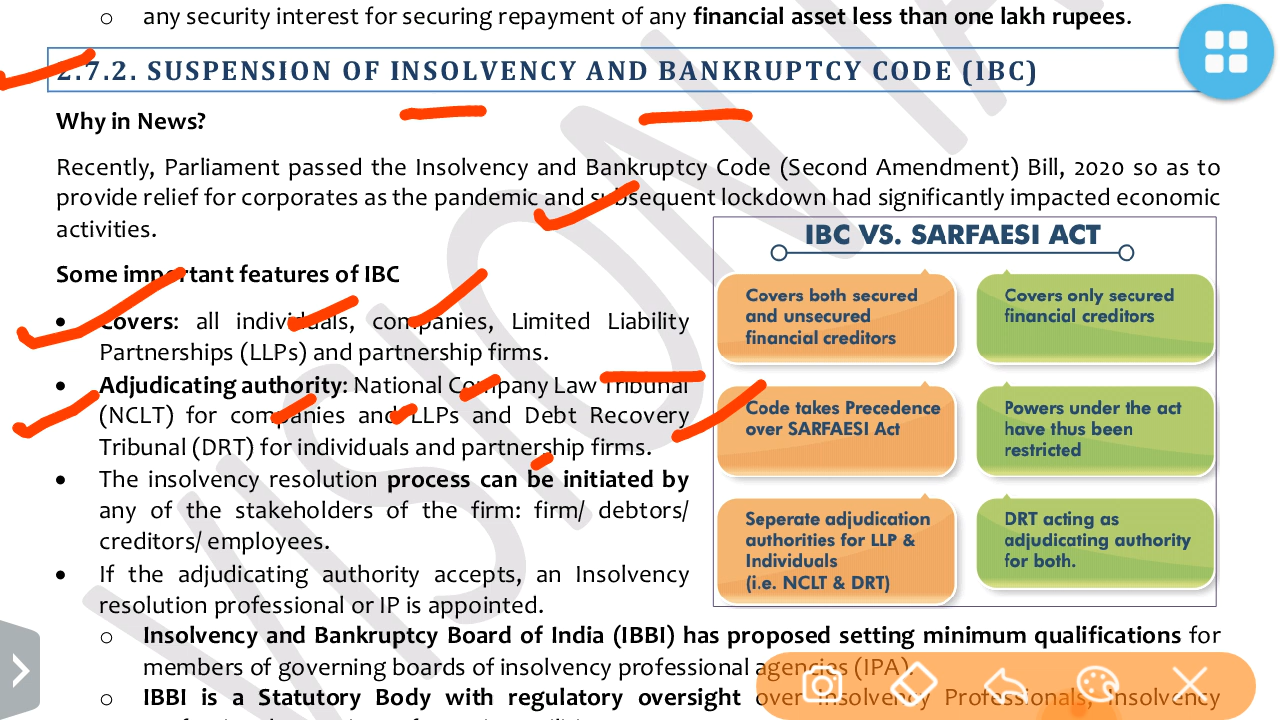 o any security interest for securing repayment of any financial asset less than one lakh rupees.
2.7.2. SUSPENSION OF INSOLVENCY AND BANKRUPTCY CODE (IBC)
Why in News?
Recently, Parliament passed the Insolvency and Bankruptcy Code (Second Amendment) Bill, 2020 so as to
provide relief for corporates as the pandemic and subsequent lockdown had significantly impacted economic
activities.
Some important features of IBC
• Covers: all individuals, companies, Limited Liability
Partnerships (LLPs) and partnership firms.
• Adjudicating authority: National Company Law Tribunal
(NCLT) for companies and LLPs and Debt Recovery
Tribunal (DRT) for individuals and partnership firms.
• The insolvency resolution process can be initiated by
any of the stakeholders of the firm: firm/ debtors/
creditors/ employees.
• If the adjudicating authority accepts, an Insolvency
resolution professional or IP is appointed.
IBC VS. SARFAESI ACT
Covers both secured
and unsecured
financial creditors
Covers only secured
financial creditors
Code takes Precedence
over SARFAESI Act
Powers under the act
have thus been
restricted
Seperate adjudication
authorities for LLP &
Individuals
(i.e. NCLT & DRT)
DRT acting as
adjudicating authority
for both.
o Insolvency and Bankruptcy Board of India (IBBI) has proposed setting minimum qualifications for
members of governing boards of insolvency professional agencies (IPA).
o IBBI is a Statutory Body with regulatory oversight over Insolvency Professionals, Insolvency
VISION IA